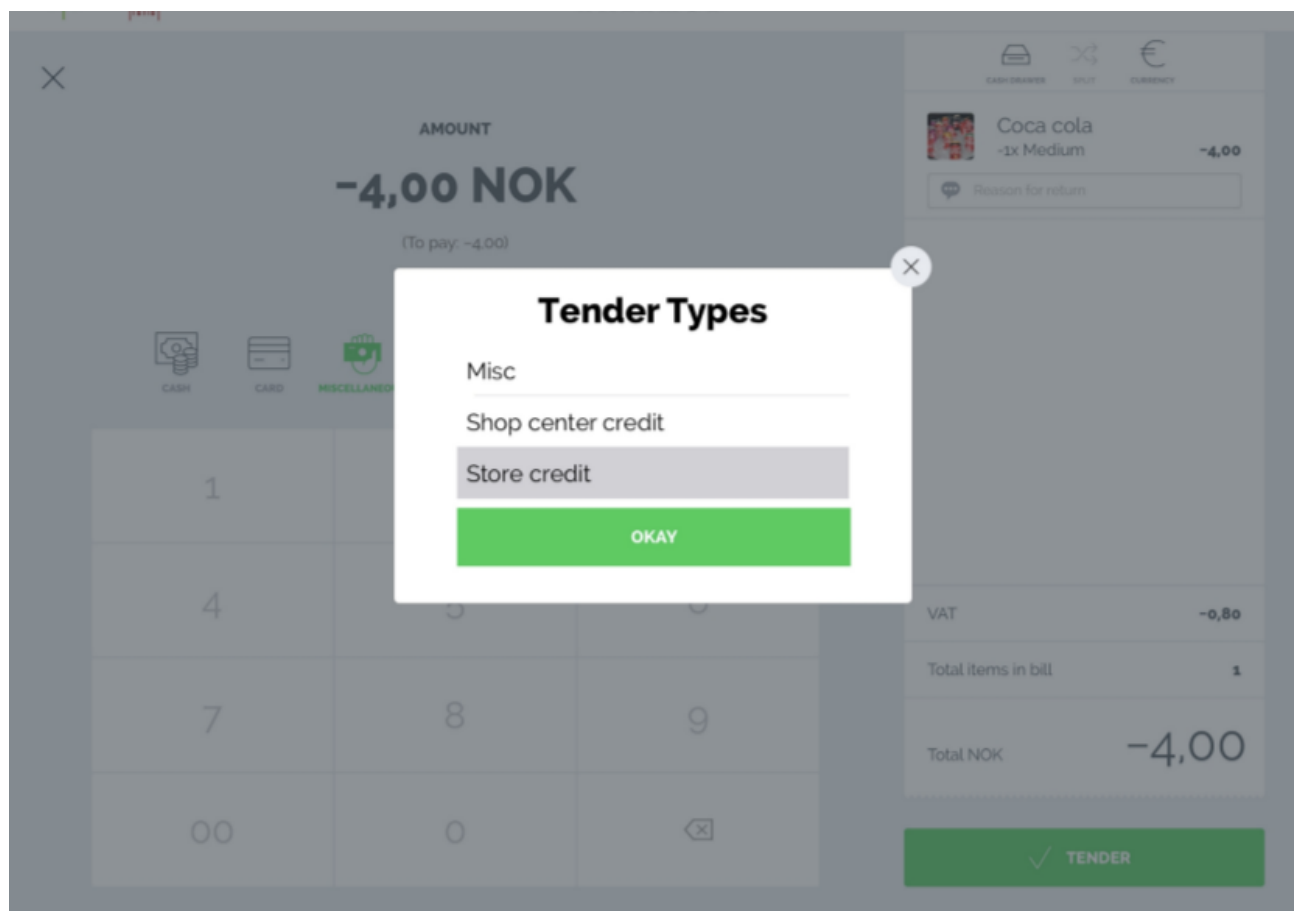 CASH DRAWER SPLIT CURRENCY
AMOUNT
-4,00 NOK
(To pay: -4.00)
Coca cola
-1x Medium -4,00
Reason for return
Tender Types
Misc
Shop center credit
Store credit
OKAY
CASH CARD
1
4
7 8 9
00 0
VAT -0,80
Total items in bill 1
Total NOK -4,00
TENDER